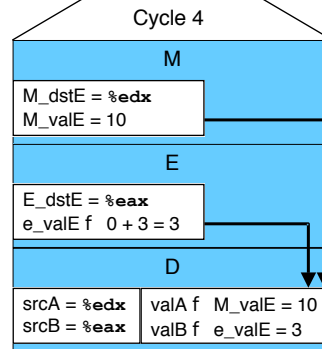 Cycle 4
M
M_dstE = %edx
M_valE = 10
E
E_dstE = %eax
e_valE f 0 + 3 = 3
D
srcA = %edx
srcB = %eax
valA f M_valE = 10
valB f e_valE = 3